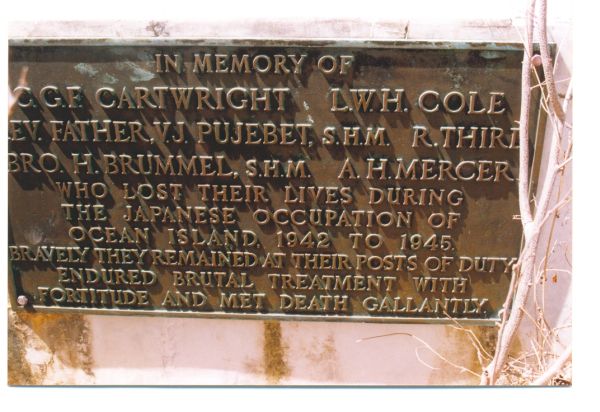 IN MEMORY OF
C.G.F. CARTWRIGHT L.W.H. COLE
REV. FATHER, V.J. PUJEBET, S.H.M. R. THIRD
BRO. H. BRUMMEL, S.H.M. A.H. MERCER
WHO LOST THEIR LIVES DURING
THE JAPANESE OCCUPATION OF
OCEAN ISLAND. 1942 TO 1945.
BRAVELY THEY REMAINED AT THEIR POSTS OF DUTY
ENDURED BRUTAL TREATMENT WITH
FORTITUDE AND MET DEATH GALLANTLY.